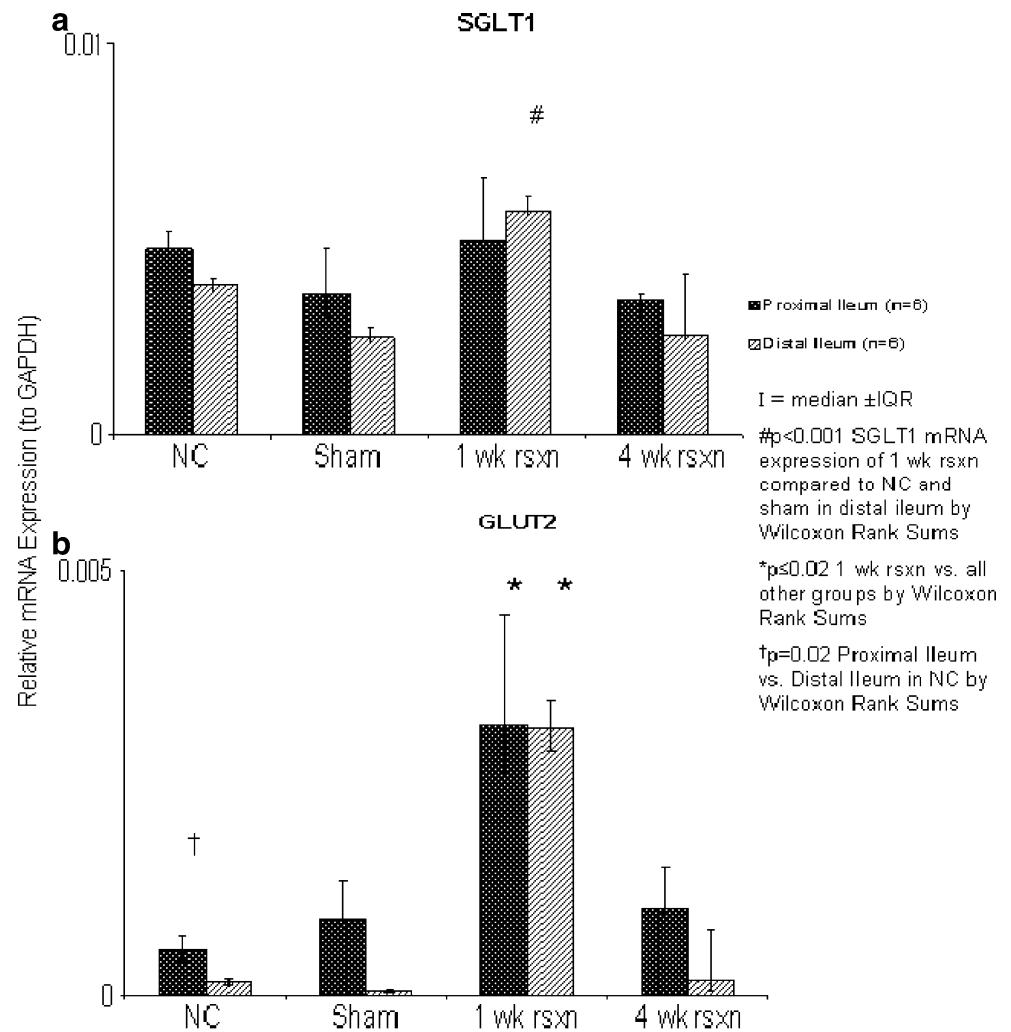 a
SGLT1
0.01
#
0
NC
Sham
1 wk rsxn
4 wk rsxn
Proximal Ileum (n=6)
Distal Ileum (n=6)
I = median ±IQR
#p<0.001 SGLT1 mRNA
expression of 1 wk rsxn
compared to NC and
sham in distal ileum by
Wilcoxon Rank Sums
*p≤0.02 1 wk rsxn vs. all
other groups by Wilcoxon
Rank Sums
†p=0.02 Proximal Ileum
vs. Distal Ileum in NC by
Wilcoxon Rank Sums
Relative mRNA Expression (to GAPDH)
b
GLUT2
0.005
* *
†
0
NC
Sham
1 wk rsxn
4 wk rsxn